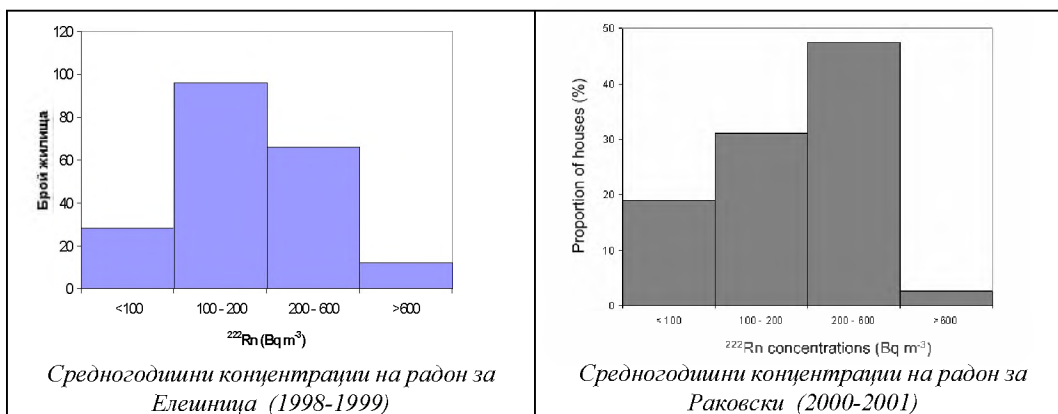 120
100
80
60
40
20
0
Брой жилища
<100 100 - 200 200 - 600 >600
²²²Rn (Bq m⁻³)
Средногодишни концентрации на радон за
Елешница (1998-1999)
50
40
30
20
10
0
Proportion of houses (%)
< 100 100 - 200 200 - 600 > 600
²²²Rn concentrations (Bq m⁻³)
Средногодишни концентрации на радон за
Раковски (2000-2001)